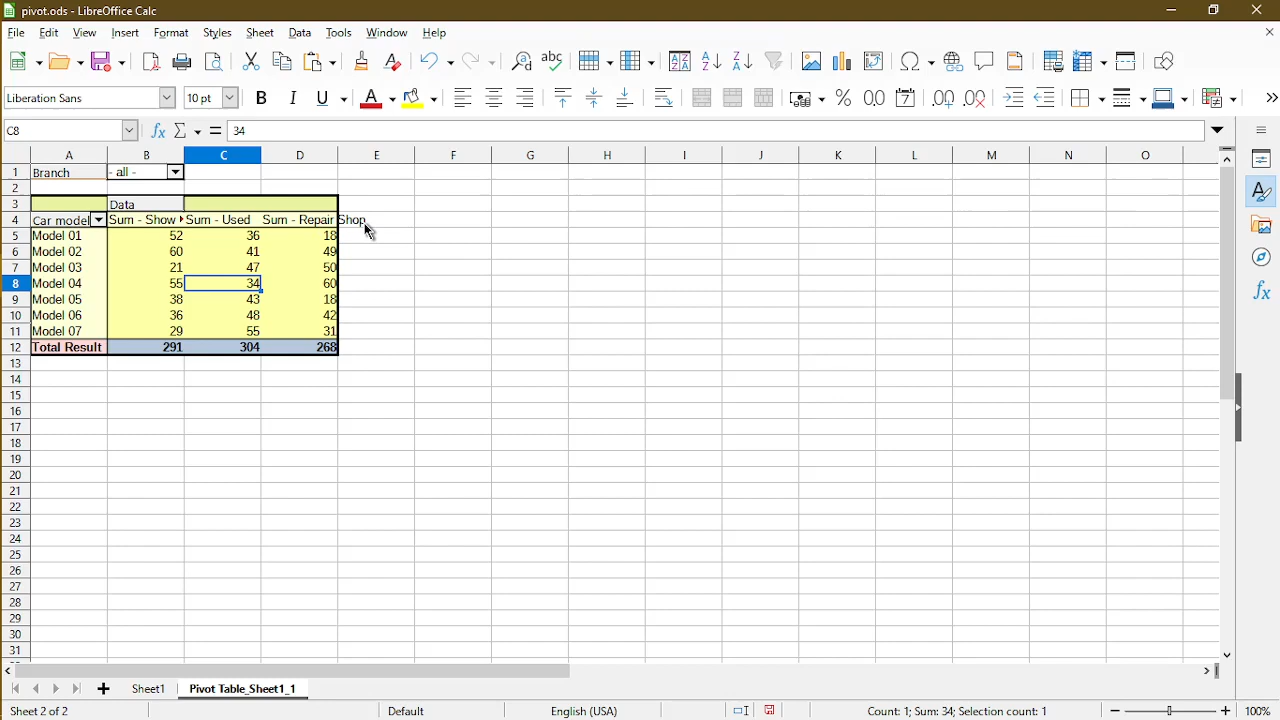 pivot.ods - LibreOffice Calc
File Edit View Insert Format Styles Sheet Data Tools Window Help
Liberation Sans 10 pt
C8 34
A B C D E F G H I J K L M N O
1 Branch - all -
2
3 Data
4 Car model Sum - Show Sum - Used Sum - Repair Shop
5 Model 01 52 36 18
6 Model 02 60 41 49
7 Model 03 21 47 50
8 Model 04 55 34 60
9 Model 05 38 43 18
10 Model 06 36 48 42
11 Model 07 29 55 31
12 Total Result 291 304 268
13
14
15
16
17
18
19
20
21
22
23
24
25
26
27
28
29
30
31
Sheet1 Pivot Table_Sheet1_1
Sheet 2 of 2 Default English (USA) Count: 1; Sum: 34; Selection count: 1 100%